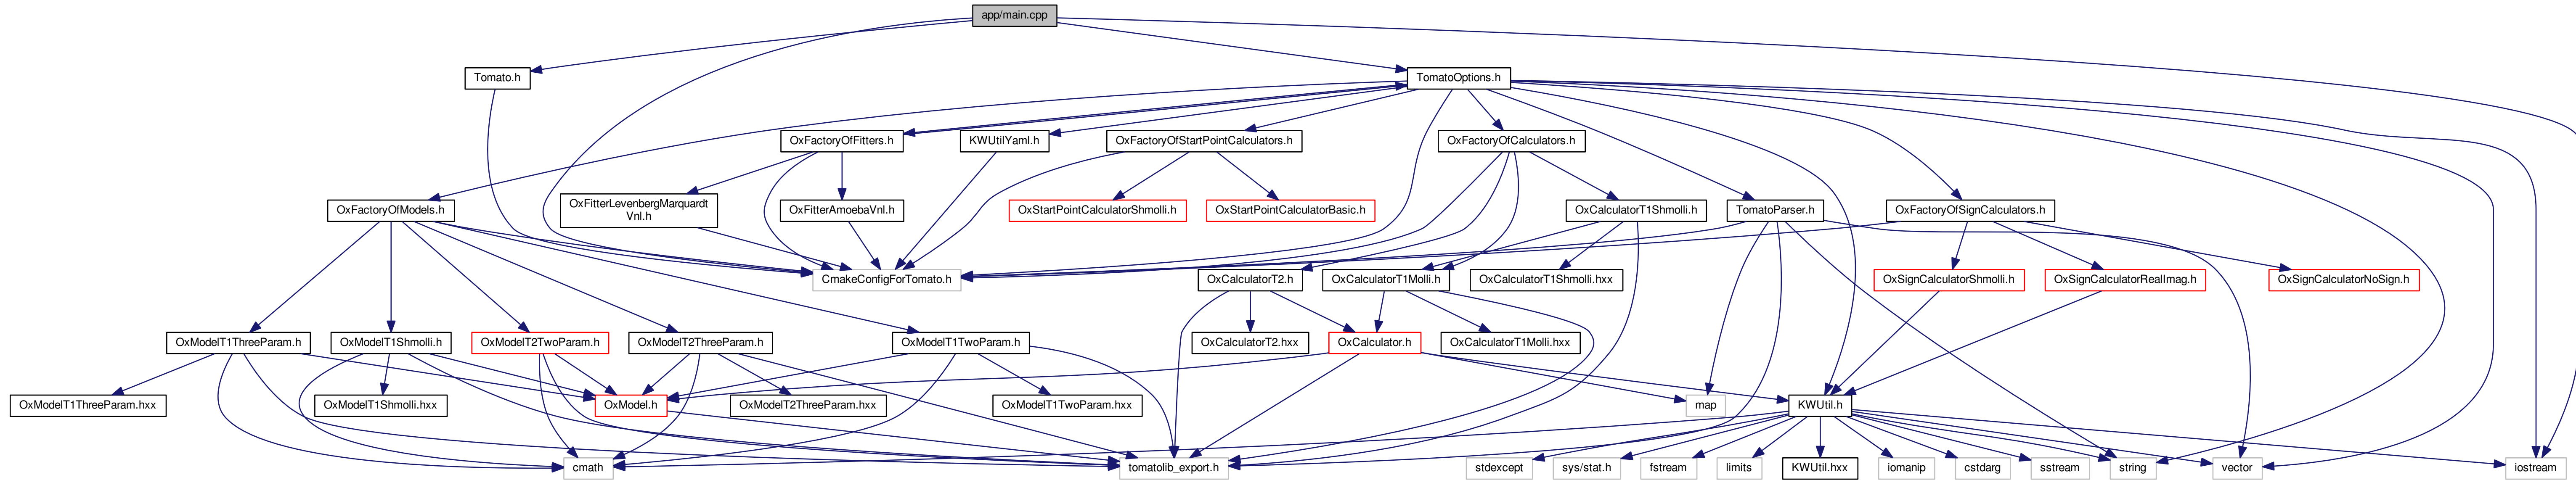 app/main.cpp
Tomato.h
TomatoOptions.h
OxFactoryOfFitters.h
KWUtilYaml.h
OxFactoryOfStartPointCalculators.h
OxFactoryOfCalculators.h
OxFactoryOfModels.h
OxFitterLevenbergMarquardt
Vnl.h
OxFitterAmoebaVnl.h
OxStartPointCalculatorShmolli.h
OxStartPointCalculatorBasic.h
OxCalculatorT1Shmolli.h
TomatoParser.h
OxFactoryOfSignCalculators.h
CmakeConfigForTomato.h
OxCalculatorT2.h
OxCalculatorT1Molli.h
OxCalculatorT1Shmolli.hxx
OxSignCalculatorShmolli.h
OxSignCalculatorRealImag.h
OxSignCalculatorNoSign.h
OxModelT1ThreeParam.h
OxModelT1Shmolli.h
OxModelT2TwoParam.h
OxModelT2ThreeParam.h
OxModelT1TwoParam.h
OxCalculatorT2.hxx
OxCalculator.h
OxCalculatorT1Molli.hxx
OxModelT1ThreeParam.hxx
OxModelT1Shmolli.hxx
OxModel.h
OxModelT2ThreeParam.hxx
OxModelT1TwoParam.hxx
map
KWUtil.h
cmath
tomatolib_export.h
stdexcept
sys/stat.h
fstream
limits
KWUtil.hxx
iomanip
cstdarg
sstream
string
vector
iostream